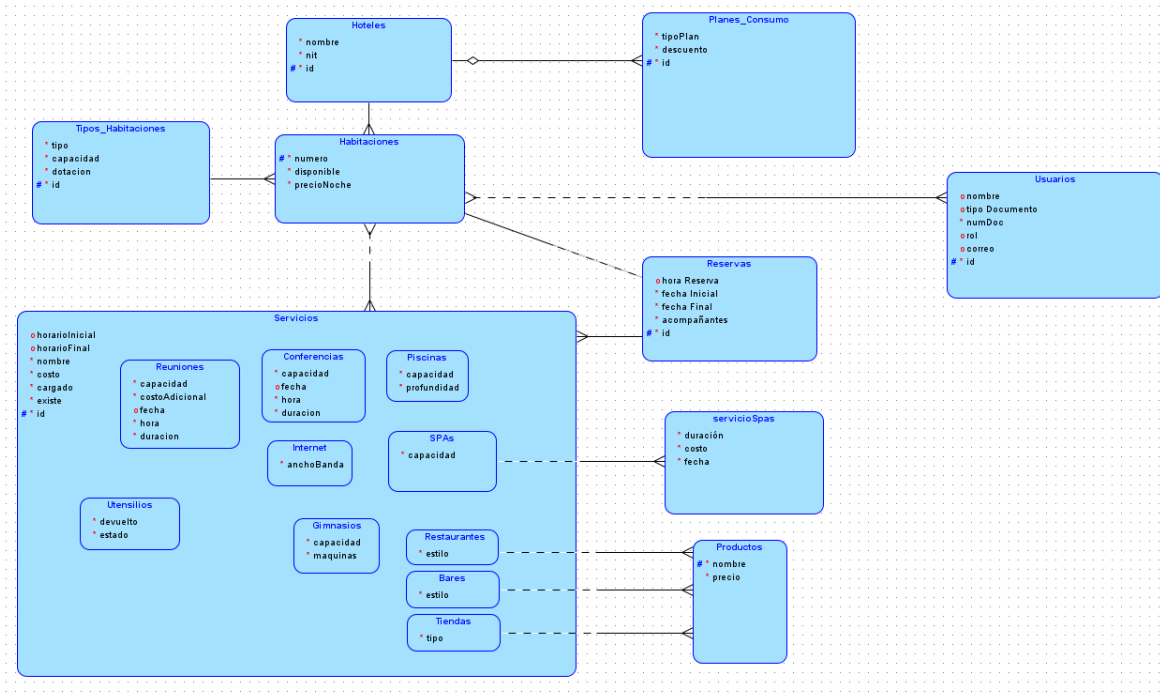 Hoteles
* nombre
* nit
# * id
Planes_Consumo
* tipoPlan
* descuento
# * id
Tipos_Habitaciones
* tipo
* capacidad
* dotacion
# * id
Habitaciones
# * numero
* disponible
* precioNoche
Usuarios
o nombre
o tipo Documento
* numDoc
o rol
o correo
# * id
Reservas
o hora Reserva
* fecha Inicial
* fecha Final
* acompañantes
# * id
Servicios
o horarioInicial
o horarioFinal
* nombre
* costo
* cargado
* existe
# * id
Reuniones
* capacidad
* costoAdicional
o fecha
* hora
* duracion
Conferencias
* capacidad
o fecha
* hora
* duracion
Piscinas
* capacidad
* profundidad
Internet
* anchoBanda
SPAs
* capacidad
servicioSpas
* duración
* costo
* fecha
Utensilios
* devuelto
* estado
Gimnasios
* capacidad
* maquinas
Restaurantes
* estilo
Bares
* estilo
Tiendas
* tipo
Productos
# * nombre
* precio